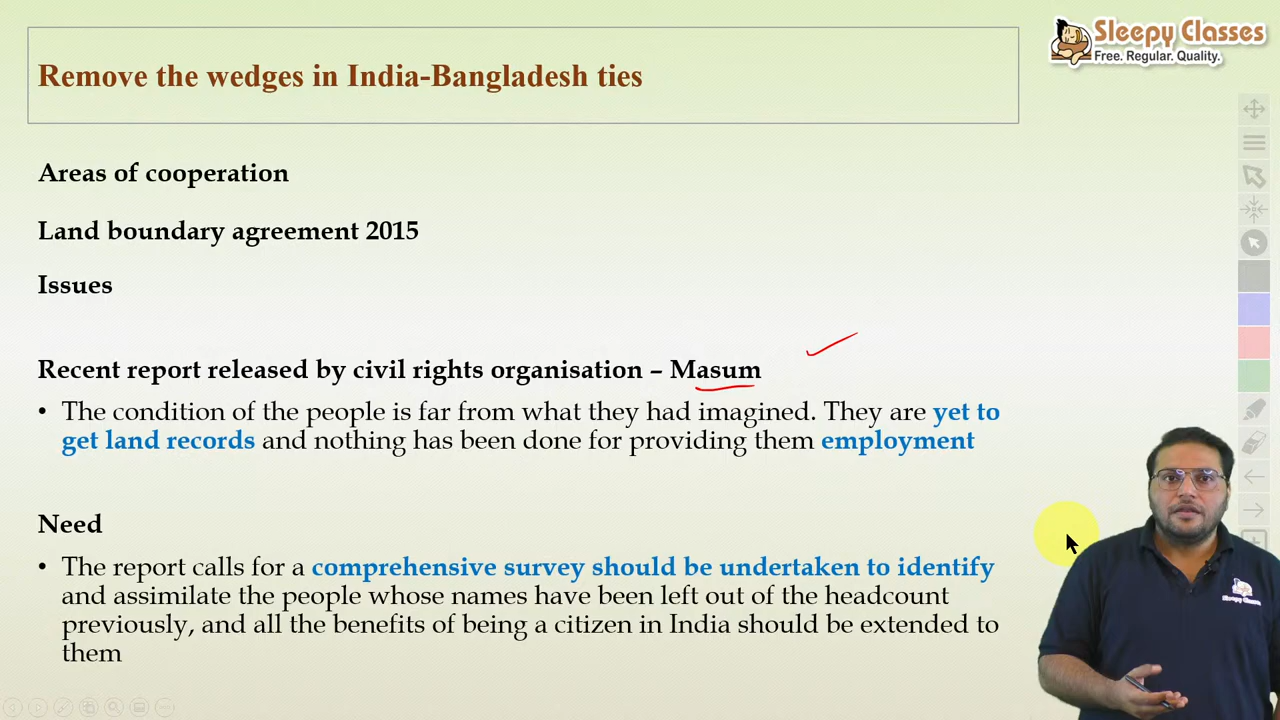 Sleepy Classes
Free. Regular. Quality.
Remove the wedges in India-Bangladesh ties
Areas of cooperation
Land boundary agreement 2015
Issues
Recent report released by civil rights organisation – Masum
• The condition of the people is far from what they had imagined. They are yet to
get land records and nothing has been done for providing them employment
Need
• The report calls for a comprehensive survey should be undertaken to identify
and assimilate the people whose names have been left out of the headcount
previously, and all the benefits of being a citizen in India should be extended to
them
Sleepy Classes